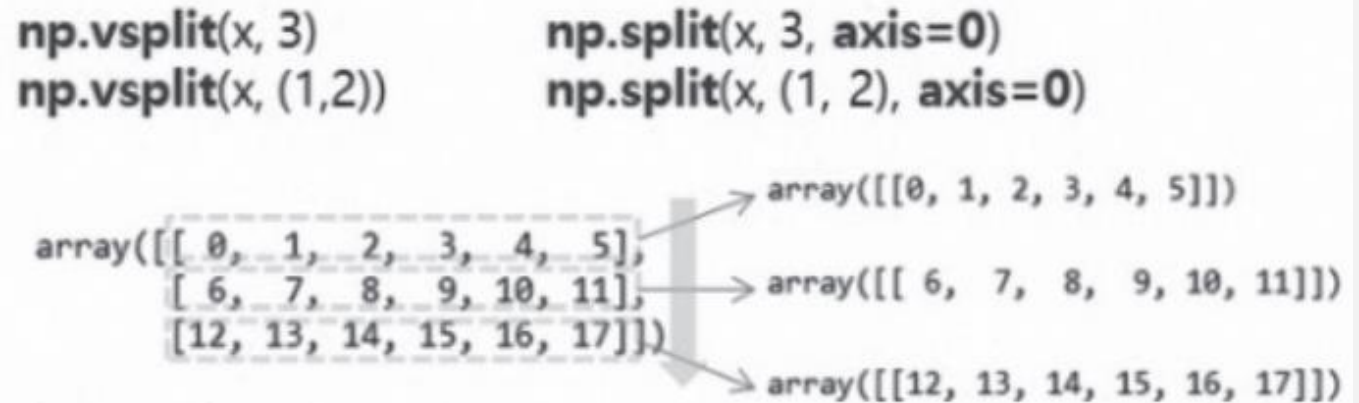 np.vsplit(x, 3)
np.split(x, 3, axis=0)
np.vsplit(x, (1,2))
np.split(x, (1, 2), axis=0)
array([[ 0, 1, 2, 3, 4, 5],
[ 6, 7, 8, 9, 10, 11],
[12, 13, 14, 15, 16, 17]])
array([[0, 1, 2, 3, 4, 5]])
array([[ 6, 7, 8, 9, 10, 11]])
array([[12, 13, 14, 15, 16, 17]])